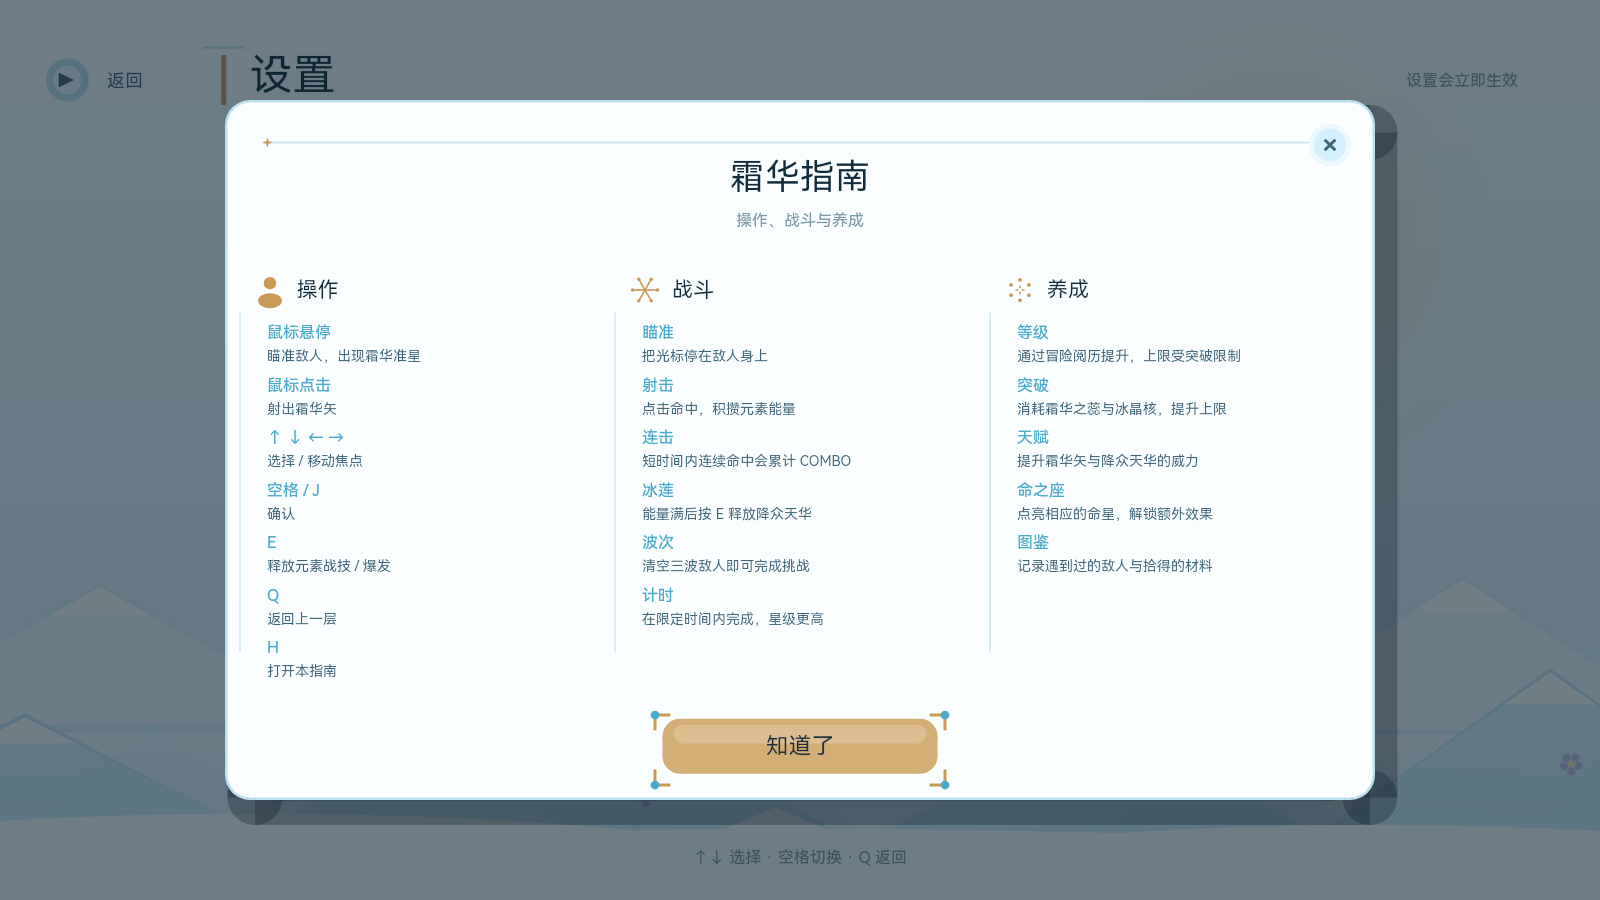 返回
设置
设置会立即生效
霜华指南
操作、战斗与养成
操作
鼠标悬停
瞄准敌人，出现霜华准星
鼠标点击
射出霜华矢
↑ ↓ ← →
选择 / 移动焦点
空格 / J
确认
E
释放元素战技 / 爆发
Q
返回上一层
H
打开本指南
战斗
瞄准
把光标停在敌人身上
射击
点击命中，积攒元素能量
连击
短时间内连续命中会累计 COMBO
冰莲
能量满后按 E 释放降众天华
波次
清空三波敌人即可完成挑战
计时
在限定时间内完成，星级更高
养成
等级
通过冒险阅历提升，上限受突破限制
突破
消耗霜华之蕊与冰晶核，提升上限
天赋
提升霜华矢与降众天华的威力
命之座
点亮相应的命星，解锁额外效果
图鉴
记录遇到过的敌人与拾得的材料
知道了
↑↓ 选择 · 空格切换 · Q 返回